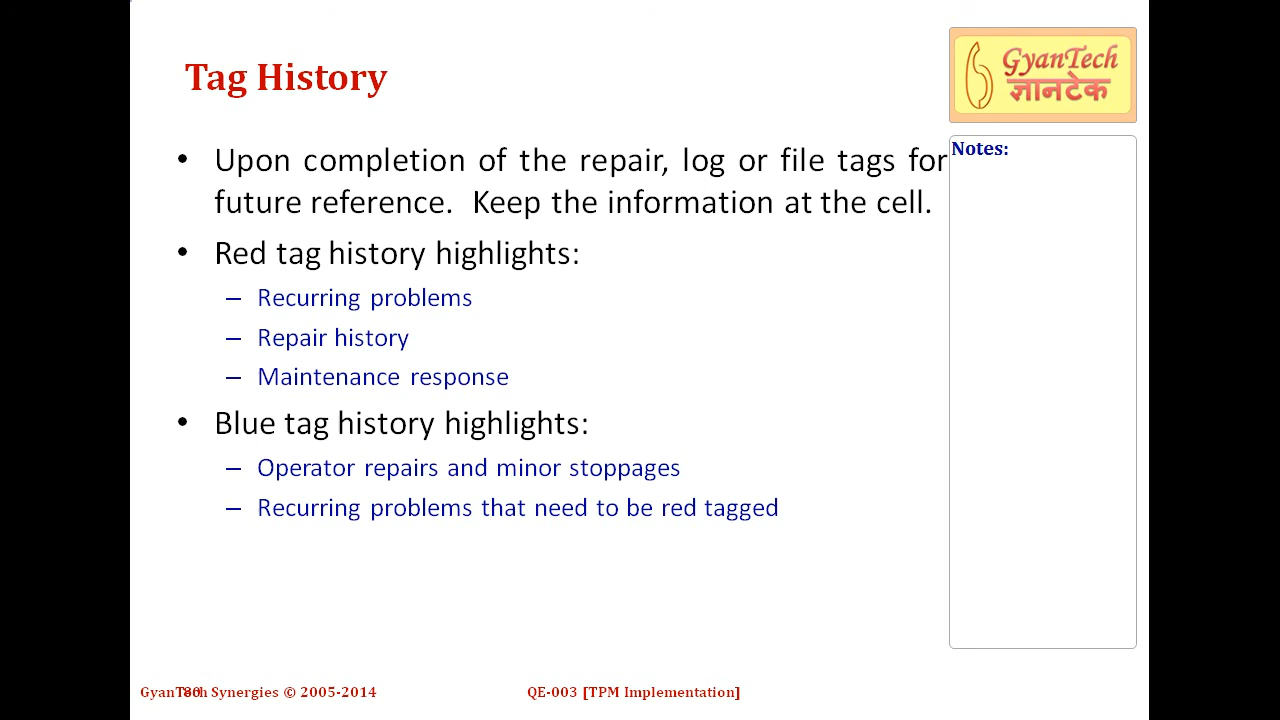 Tag History
GyanTech
ज्ञानटेक
• Upon completion of the repair, log or file tags for
future reference. Keep the information at the cell.
• Red tag history highlights:
– Recurring problems
– Repair history
– Maintenance response
• Blue tag history highlights:
– Operator repairs and minor stoppages
– Recurring problems that need to be red tagged
Notes:
GyanTech Synergies © 2005-2014
80
QE-003 [TPM Implementation]